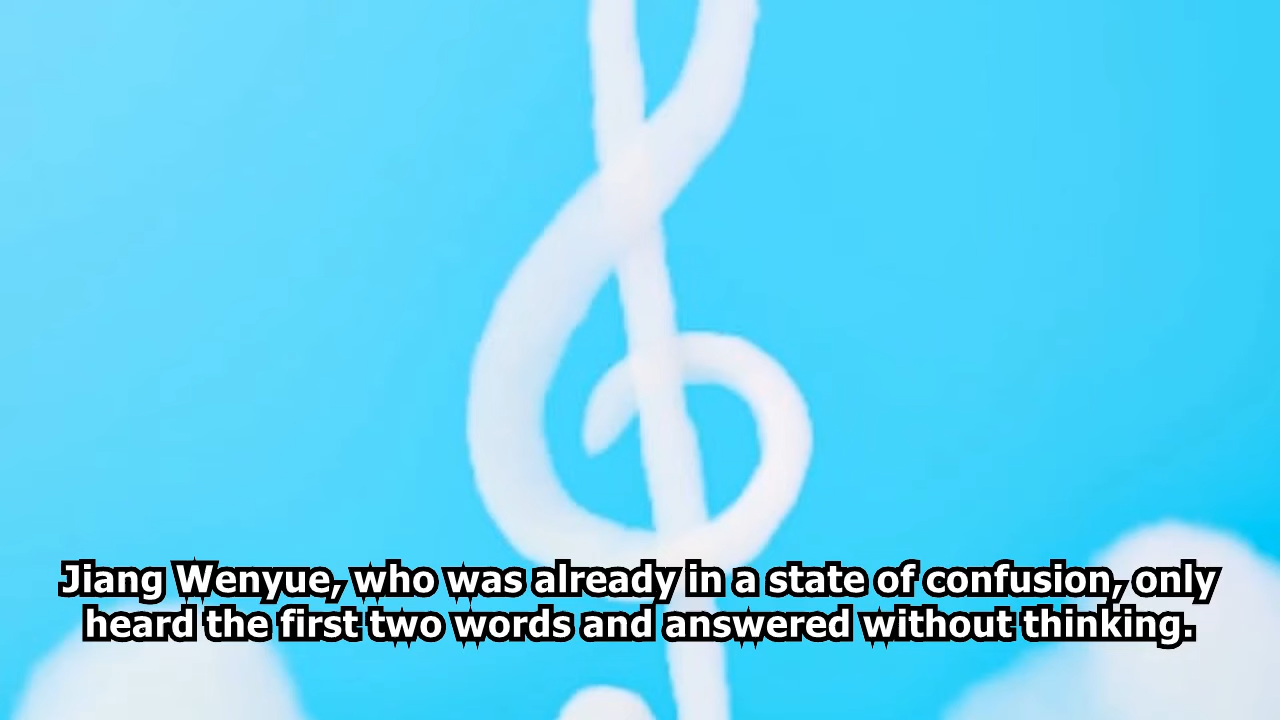 Jiang Wenyue, who was already in a state of confusion, only
heard the first two words and answered without thinking.